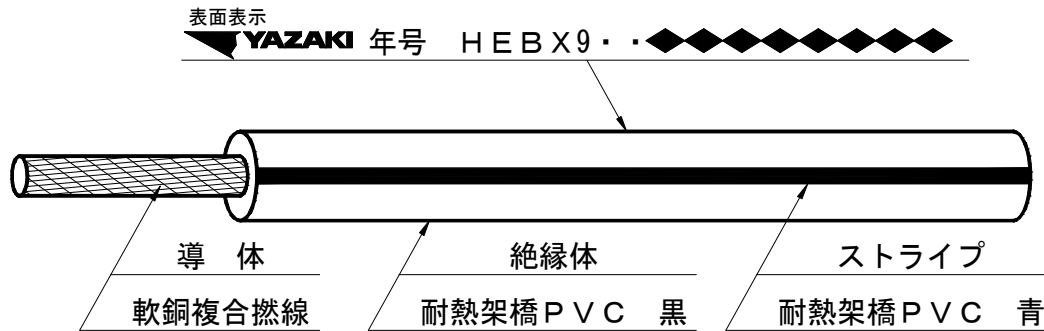 表面表示
YAZAKI 年号 ＨＥＢＸ９・・◆◆◆◆◆◆◆◆
導　体
軟銅複合撚線
絶縁体
耐熱架橋ＰＶＣ　黒
ストライプ
耐熱架橋ＰＶＣ　青